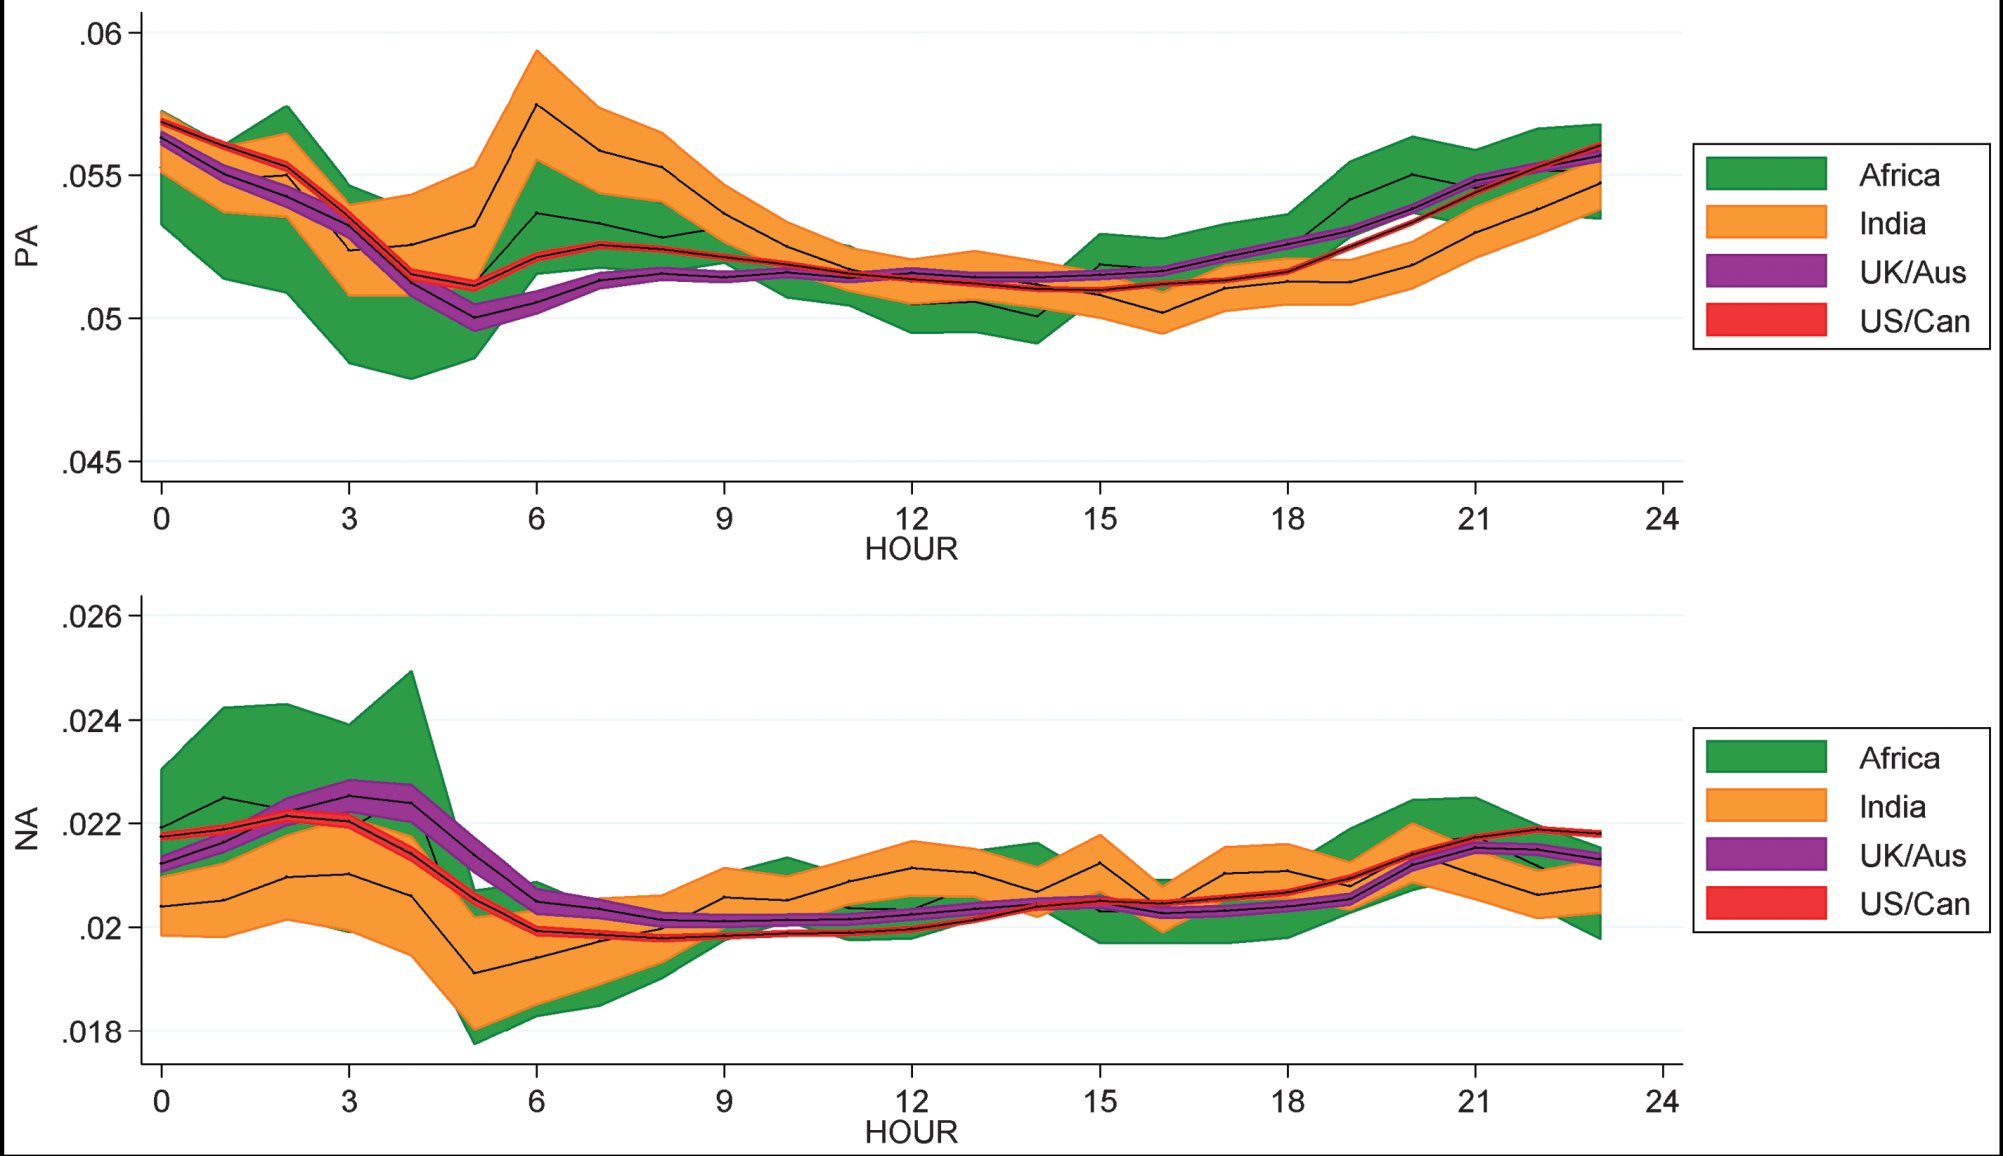 .06
.055
.05
.045
PA
0 3 6 9 12 15 18 21 24
HOUR
Africa
India
UK/Aus
US/Can
.026
.024
.022
.02
.018
NA
0 3 6 9 12 15 18 21 24
HOUR
Africa
India
UK/Aus
US/Can